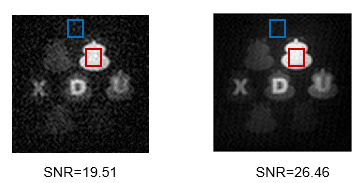 X D U X D U
SNR=19.51 SNR=26.46